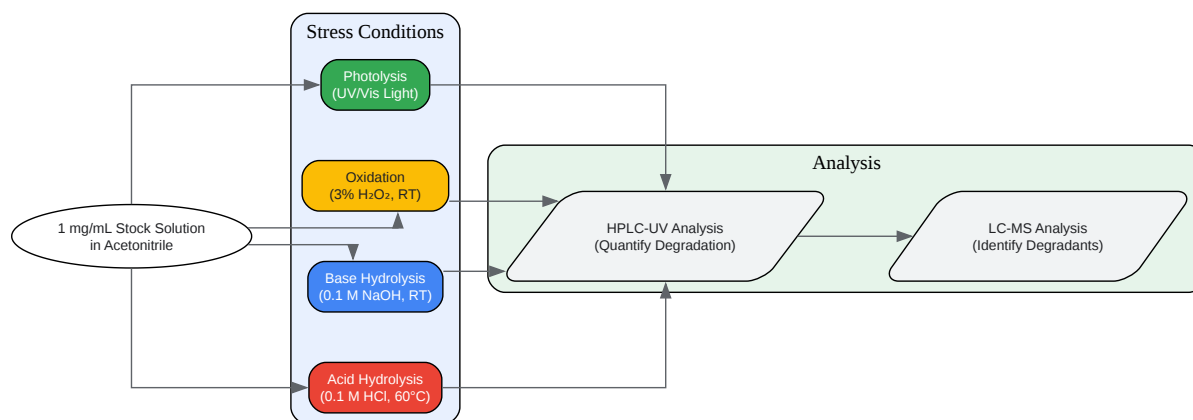 Stress Conditions
Photolysis
(UV/Vis Light)
Oxidation
(3% H₂O₂, RT)
1 mg/mL Stock Solution
in Acetonitrile
Base Hydrolysis
(0.1 M NaOH, RT)
Acid Hydrolysis
(0.1 M HCl, 60°C)
Analysis
HPLC-UV Analysis
(Quantify Degradation)
LC-MS Analysis
(Identify Degradants)